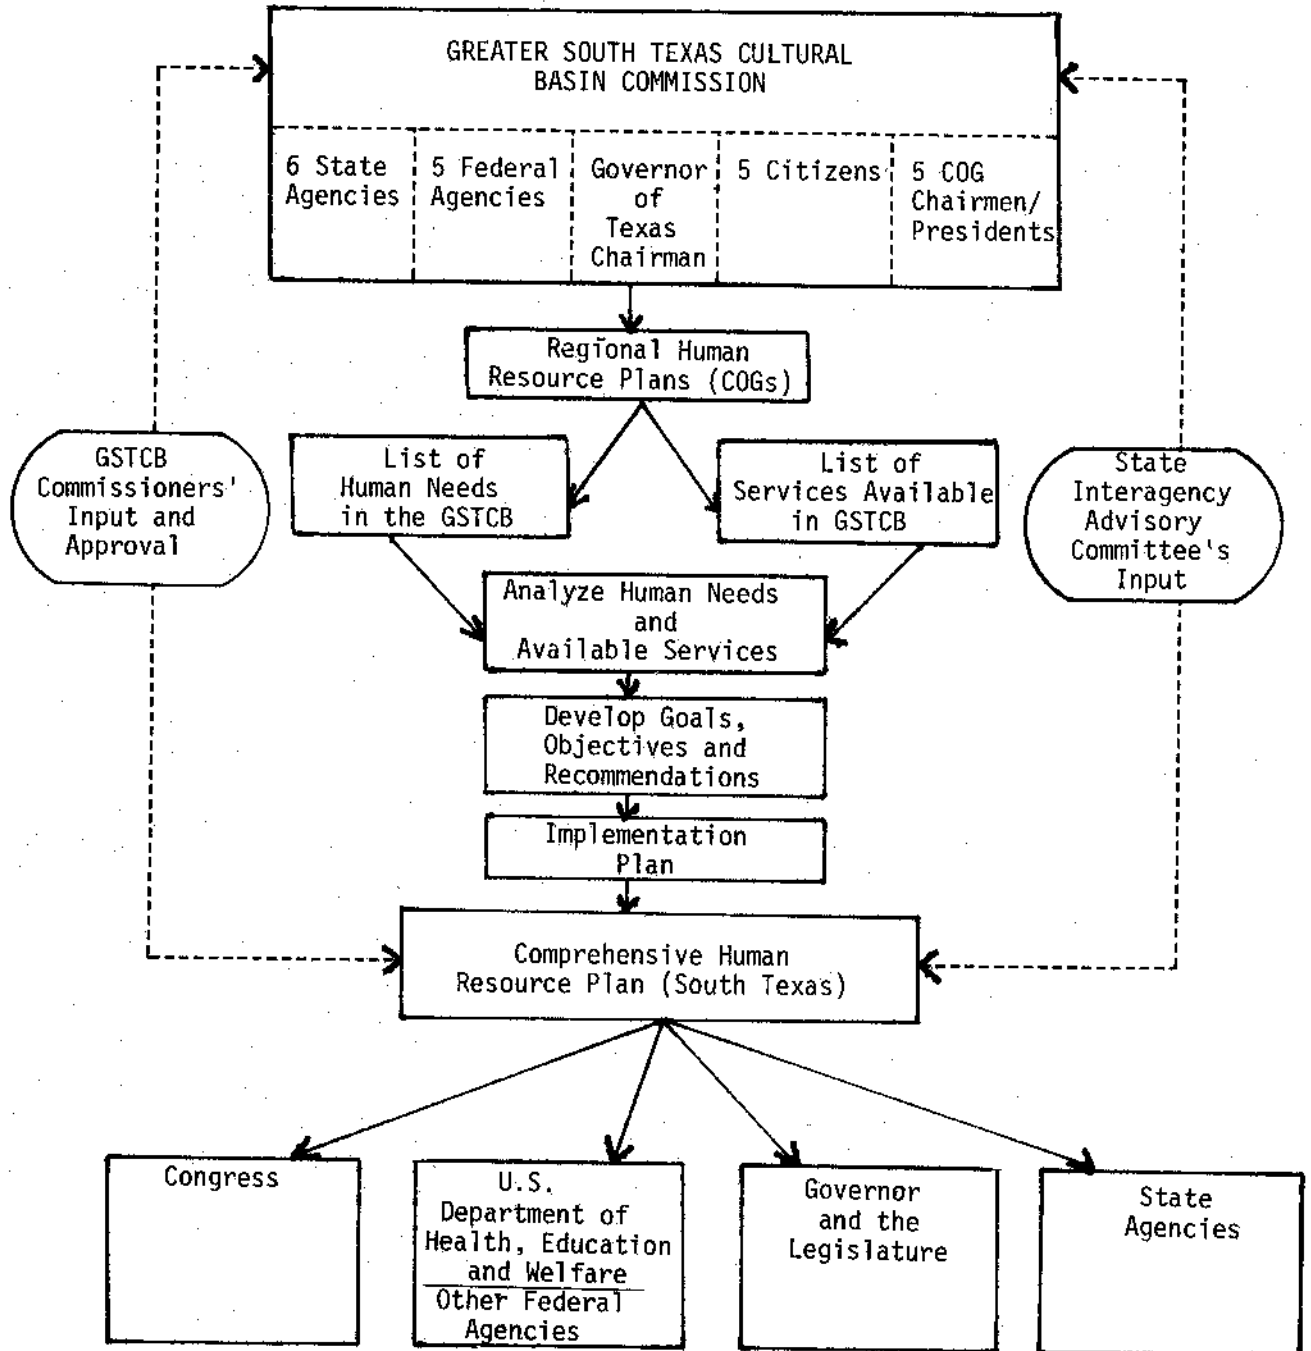 GREATER SOUTH TEXAS CULTURAL
BASIN COMMISSION
6 State
Agencies
5 Federal
Agencies
Governor
of
Texas
Chairman
5 Citizens
5 COG
Chairmen/
Presidents
Regional Human
Resource Plans (COGs)
GSTCB
Commissioners'
Input and
Approval
List of
Human Needs
in the GSTCB
List of
Services Available
in GSTCB
State
Interagency
Advisory
Committee's
Input
Analyze Human Needs
and
Available Services
Develop Goals,
Objectives and
Recommendations
Implementation
Plan
Comprehensive Human
Resource Plan (South Texas)
Congress
U.S.
Department of
Health, Education
and Welfare
Other Federal
Agencies
Governor
and the
Legislature
State
Agencies